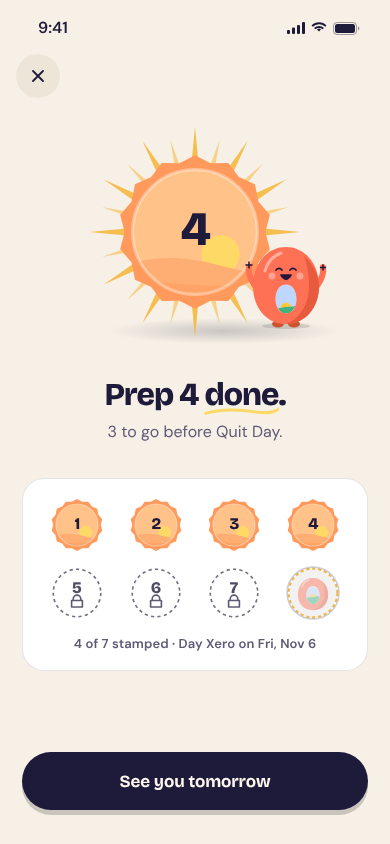 9:41
4
Prep 4 done.
3 to go before Quit Day.
1 2 3 4
5 6 7
4 of 7 stamped · Day Xero on Fri, Nov 6
See you tomorrow